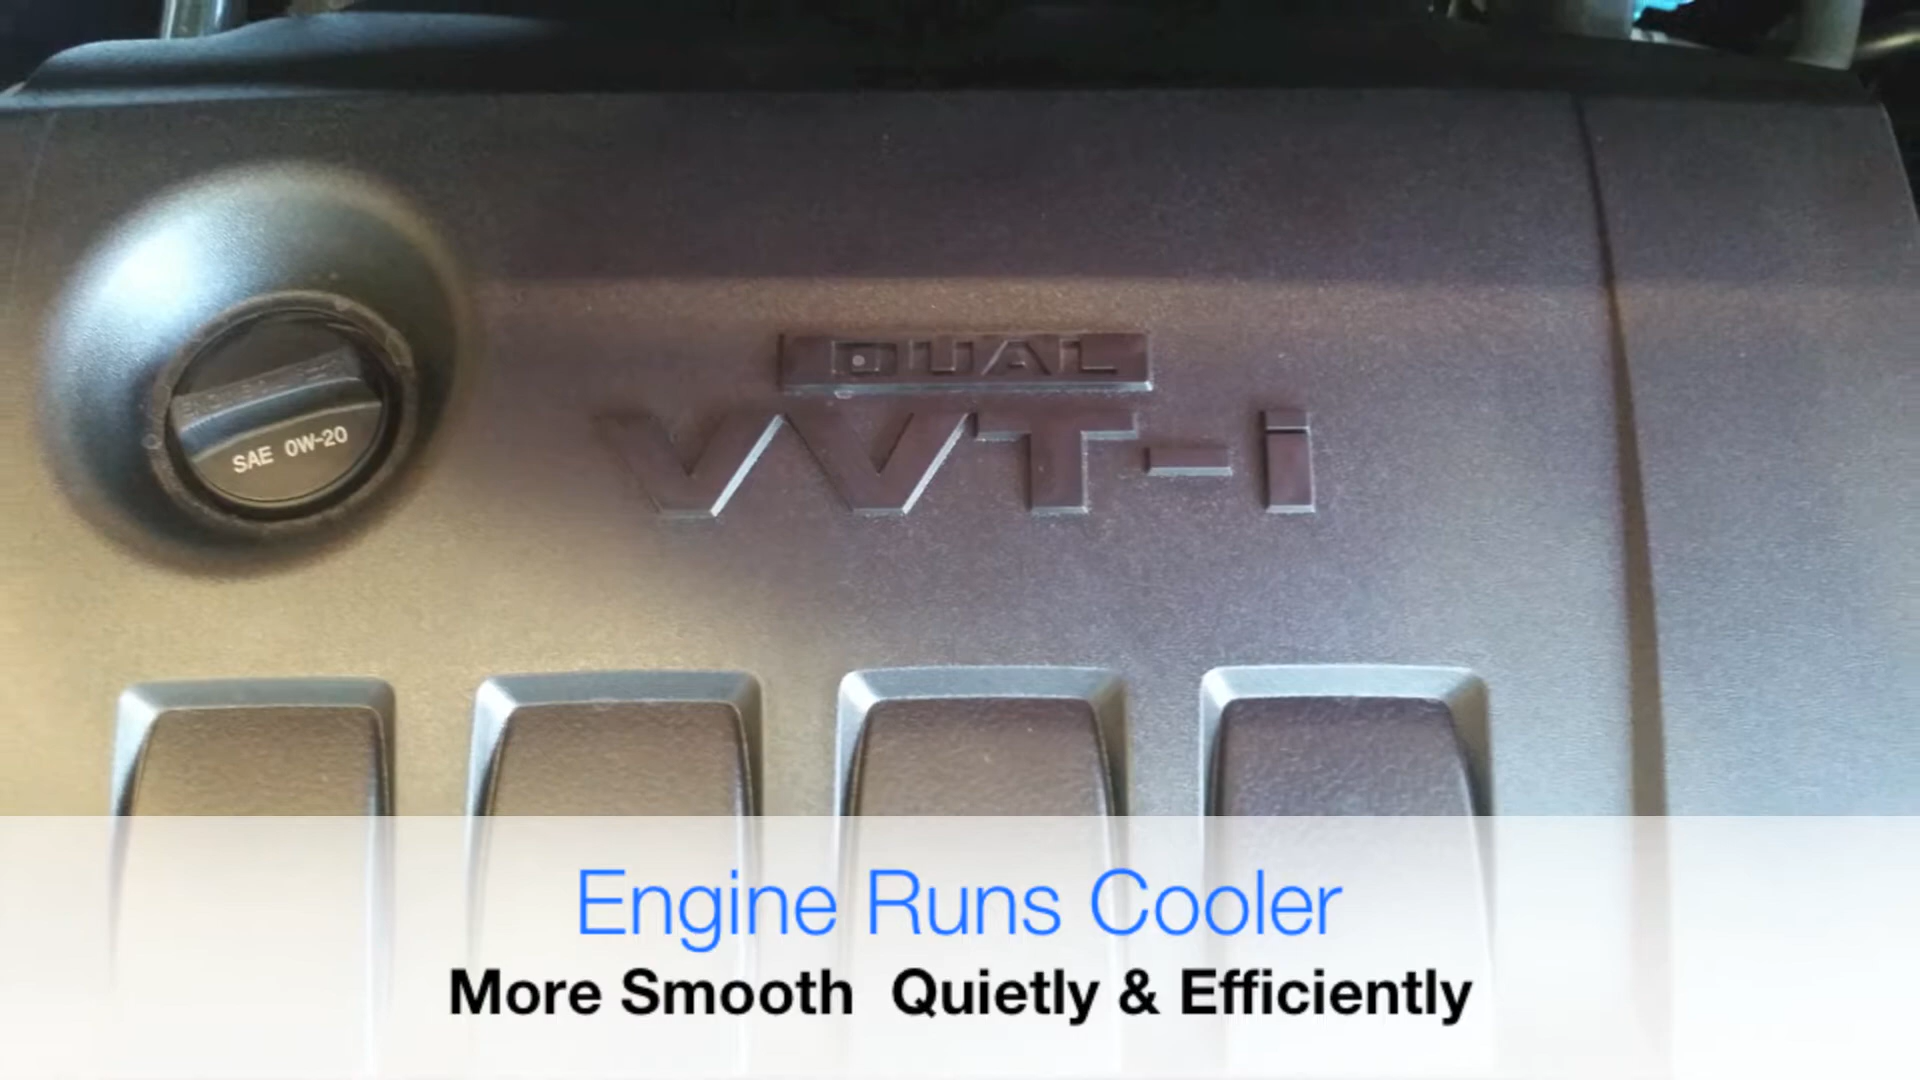 DUAL
VVT-i
SAE 0W-20
Engine Runs Cooler
More Smooth  Quietly & Efficiently